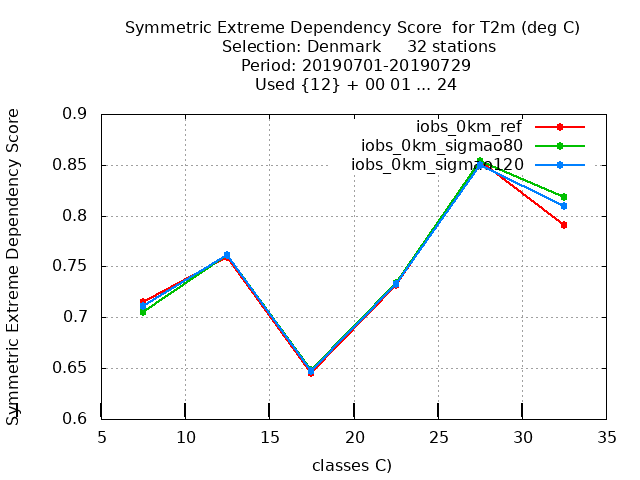 Symmetric Extreme Dependency Score for T2m (deg C)
Selection: Denmark 32 stations
Period: 20190701-20190729
Used {12} + 00 01 ... 24
Symmetric Extreme Dependency Score
0.9
0.85
0.8
0.75
0.7
0.65
0.6
iobs_0km_ref
iobs_0km_sigmao80
iobs_0km_sigmao120
5
10
15
20
25
30
35
classes C)